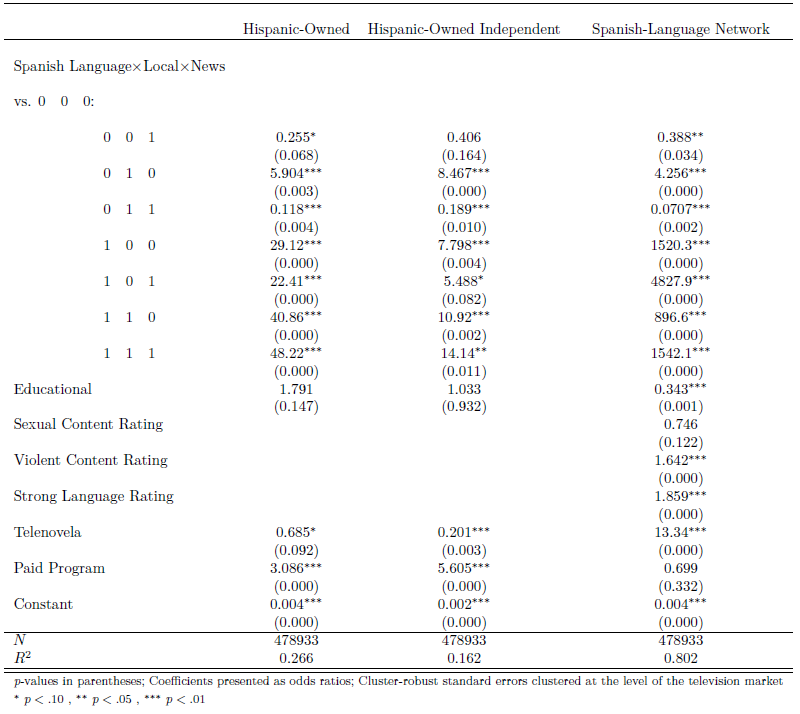 Hispanic-Owned Hispanic-Owned Independent Spanish-Language Network
Spanish Language×Local×News
vs. 0 0 0:
0 0 1 0.255* 0.406 0.388**
(0.068) (0.164) (0.034)
0 1 0 5.904*** 8.467*** 4.256***
(0.003) (0.000) (0.000)
0 1 1 0.118*** 0.189*** 0.0707***
(0.004) (0.010) (0.002)
1 0 0 29.12*** 7.798*** 1520.3***
(0.000) (0.004) (0.000)
1 0 1 22.41*** 5.488* 4827.9***
(0.000) (0.082) (0.000)
1 1 0 40.86*** 10.92*** 896.6***
(0.000) (0.002) (0.000)
1 1 1 48.22*** 14.14** 1542.1***
(0.000) (0.011) (0.000)
Educational 1.791 1.033 0.343***
(0.147) (0.932) (0.001)
Sexual Content Rating 0.746
(0.122)
Violent Content Rating 1.642***
(0.000)
Strong Language Rating 1.859***
(0.000)
Telenovela 0.685* 0.201*** 13.34***
(0.092) (0.003) (0.000)
Paid Program 3.086*** 5.605*** 0.699
(0.000) (0.000) (0.332)
Constant 0.004*** 0.002*** 0.004***
(0.000) (0.000) (0.000)
N 478933 478933 478933
R² 0.266 0.162 0.802
p-values in parentheses; Coefficients presented as odds ratios; Cluster-robust standard errors clustered at the level of the television market
* p < .10 , ** p < .05 , *** p < .01